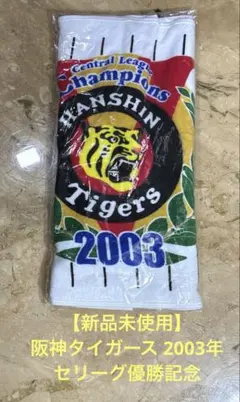 Central League
Champions
HANSHIN
Tigers
2003
【新品未使用】
阪神タイガース 2003年
セリーグ優勝記念